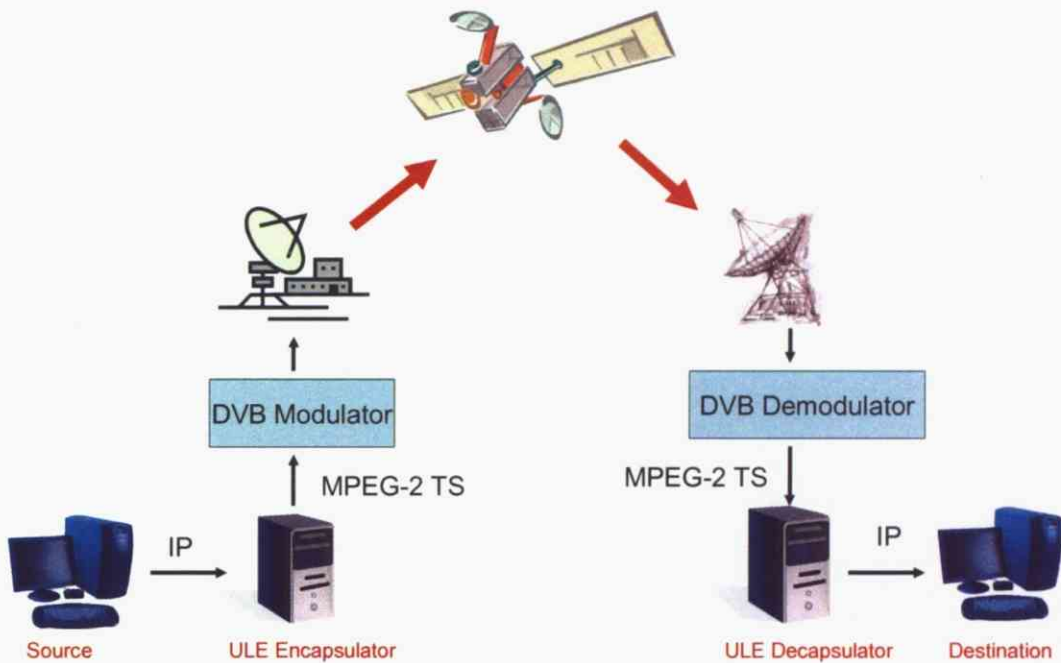 DVB Modulator
DVB Demodulator
MPEG-2 TS
MPEG-2 TS
IP
IP
Source
ULE Encapsulator
ULE Decapsulator
Destination